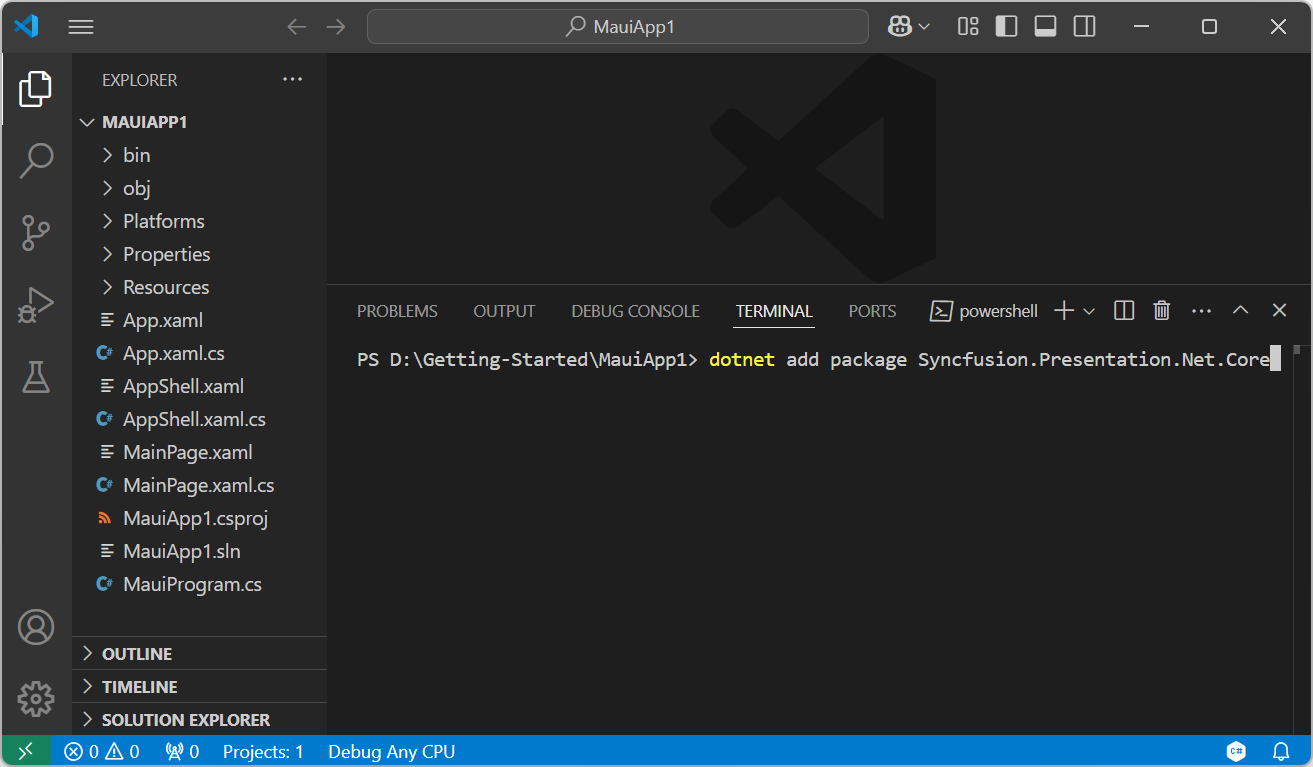 MauiApp1
EXPLORER
MAUIAPP1
bin
obj
Platforms
Properties
Resources
App.xaml
C# App.xaml.cs
AppShell.xaml
C# AppShell.xaml.cs
MainPage.xaml
C# MainPage.xaml.cs
MauiApp1.csproj
MauiApp1.sln
C# MauiProgram.cs
OUTLINE
TIMELINE
SOLUTION EXPLORER
PROBLEMS OUTPUT DEBUG CONSOLE TERMINAL PORTS powershell
PS D:\Getting-Started\MauiApp1> dotnet add package Syncfusion.Presentation.Net.Core
0 0 0 Projects: 1 Debug Any CPU C#